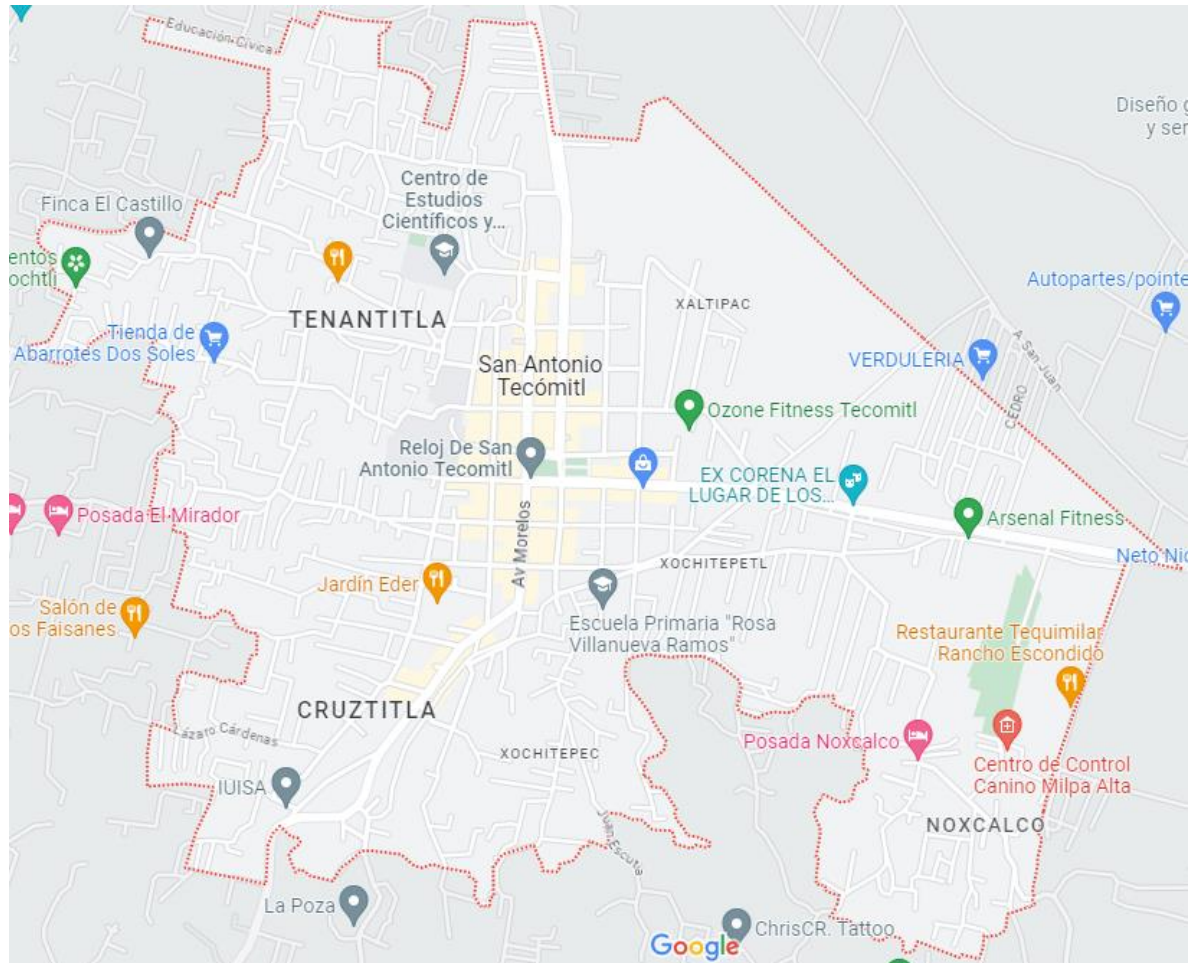 Educación Cívica
Diseño g
y ser
Centro de
Estudios
Científicos y...
Finca El Castillo
entos
ochtli
Autopartes/pointe
XALTIPAC
TENANTITLA
Tienda de
Abarrotes Dos Soles
A San Juan
VERDULERIA
San Antonio
Tecómitl
CEDRO
Ozone Fitness Tecomitl
Reloj De San
Antonio Tecomitl
EX CORENA EL
LUGAR DE LOS...
Posada El Mirador
Arsenal Fitness
Av Morelos
Neto Nic
XOCHITEPETL
Jardín Eder
Salón de
os Faisanes
Escuela Primaria "Rosa
Villanueva Ramos"
Restaurante Tequimilar
Rancho Escondido
CRUZTITLA
Lázaro Cárdenas
XOCHITEPEC
Posada Noxcalco
Centro de Control
Canino Milpa Alta
IUISA
NOXCALCO
Juan Escuta
La Poza
ChrisCR. Tattoo
Google